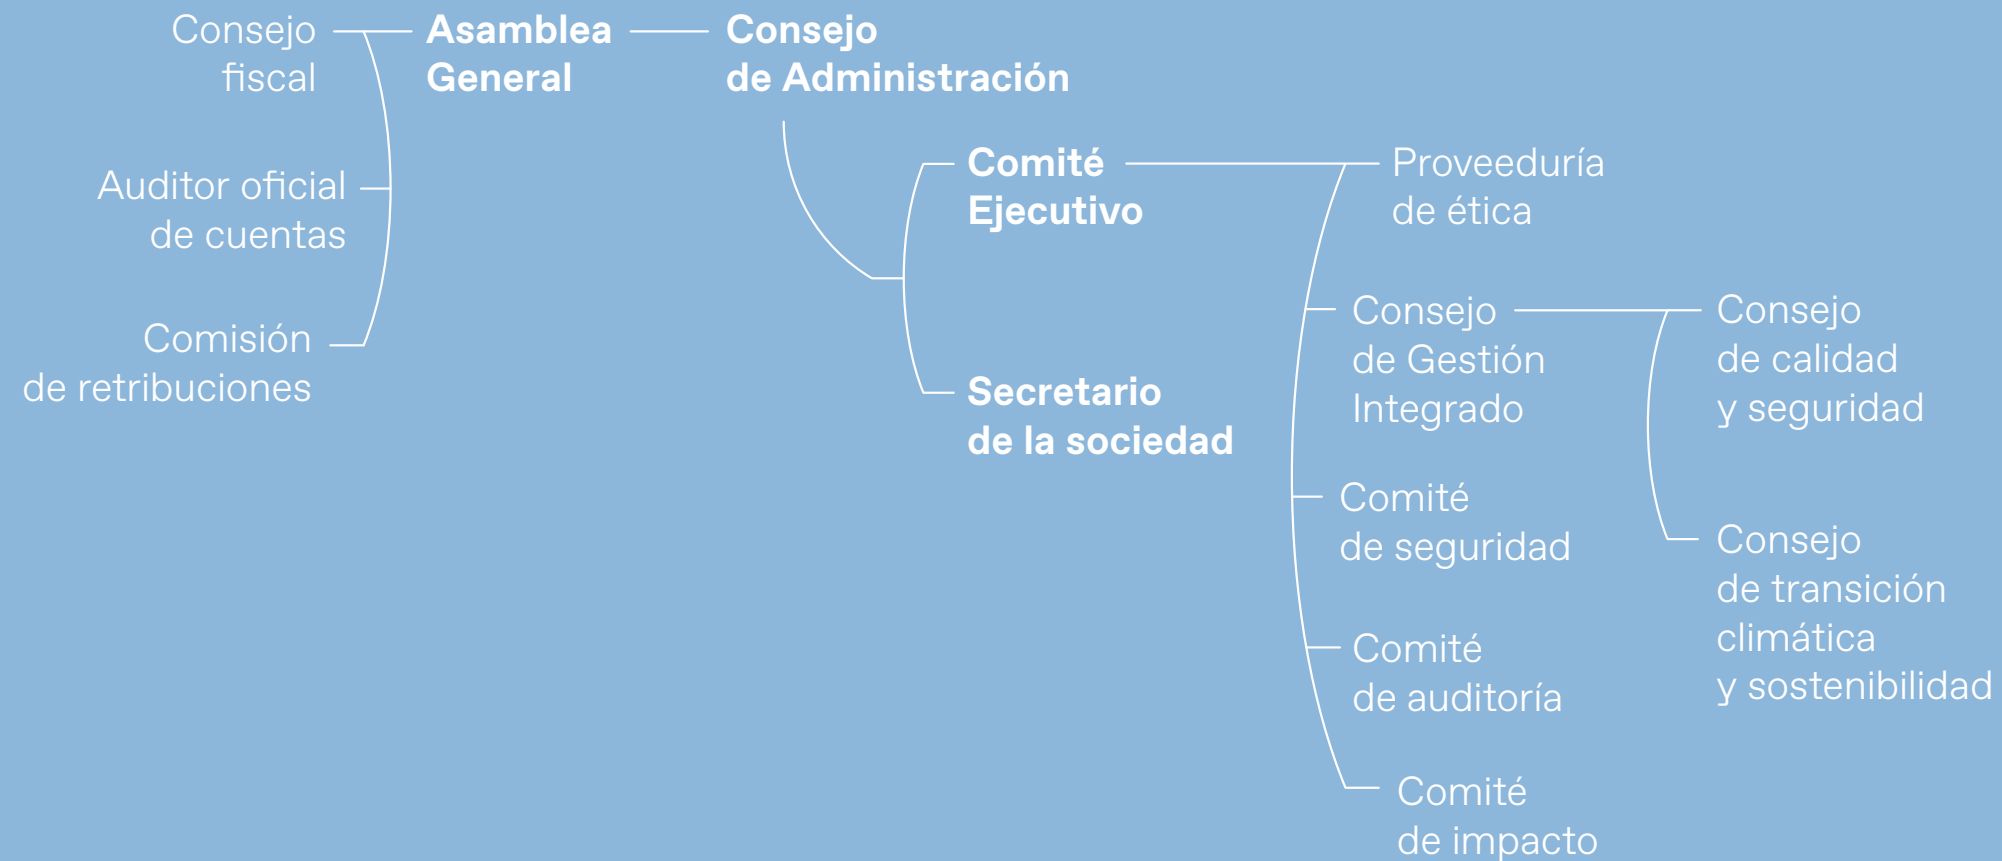 Consejo
fiscal
Asamblea
General
Consejo
de Administración
Auditor oficial
de cuentas
Comisión
de retribuciones
Comité
Ejecutivo
Secretario
de la sociedad
Proveeduría
de ética
Consejo
de Gestión
Integrado
Comité
de seguridad
Comité
de auditoría
Comité
de impacto
Consejo
de calidad
y seguridad
Consejo
de transición
climática
y sostenibilidad